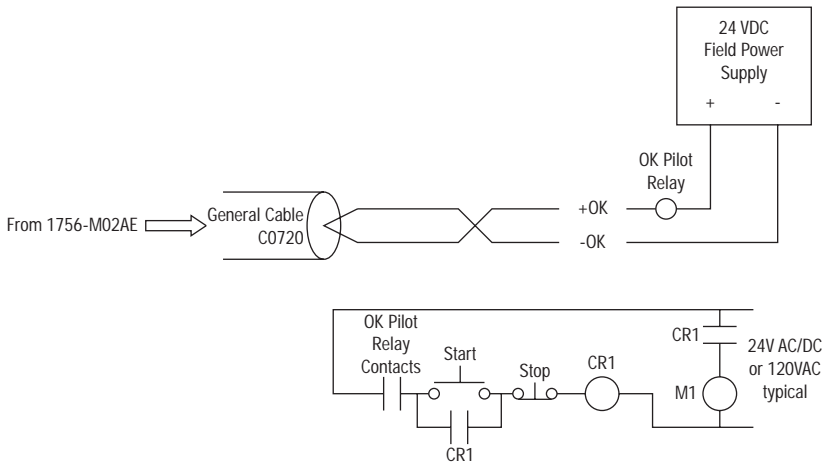 24 VDC
Field Power
Supply
+ -
OK Pilot
Relay
General Cable
C0720
From 1756-M02AE
+OK
-OK
OK Pilot
Relay
Contacts
Start
Stop
CR1
CR1
CR1
M1
24V AC/DC
or 120VAC
typical